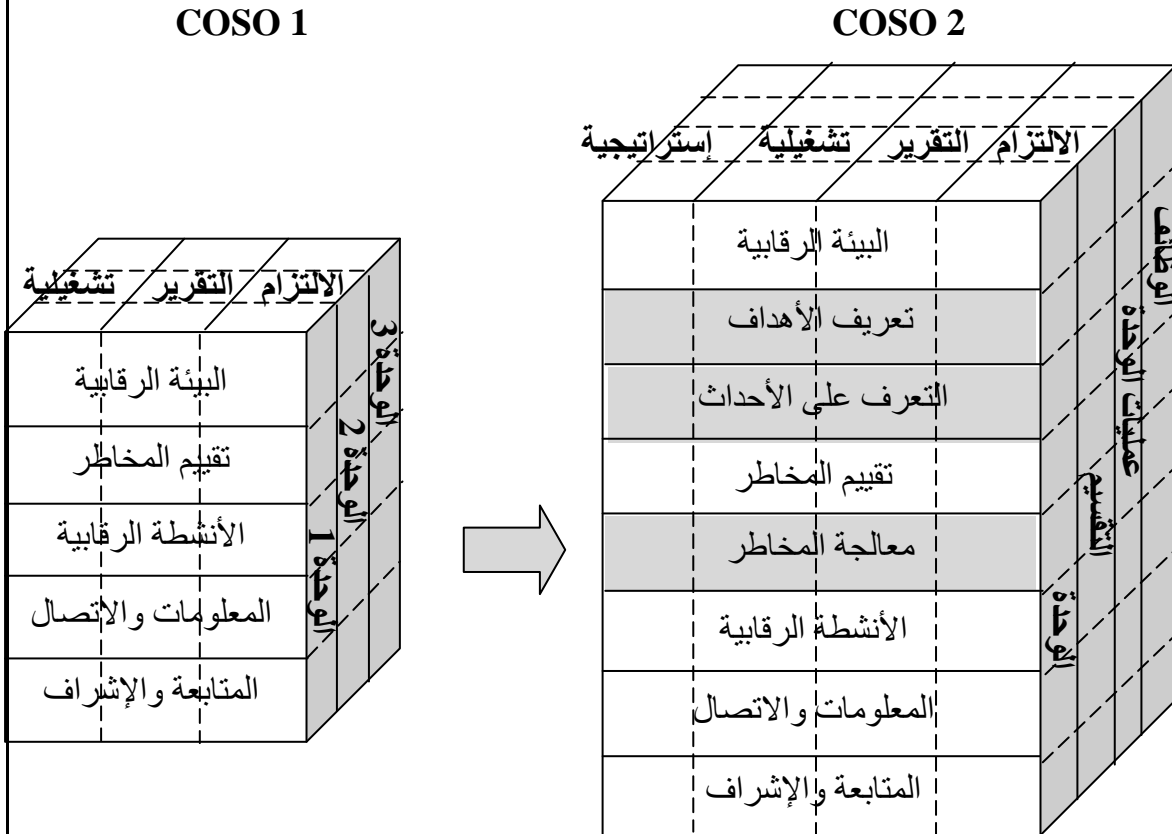 COSO 1
COSO 2
الالتزام التقرير تشغيلية إستراتيجية
البيئة الرقابية
تعريف الأهداف
التعرف على الأحداث
تقييم المخاطر
معالجة المخاطر
الأنشطة الرقابية
المعلومات والاتصال
المتابعة والإشراف
الوحدة
التقسيم
عمليات الوحدة
الوظائف
الالتزام التقرير تشغيلية
البيئة الرقابية
تقييم المخاطر
الأنشطة الرقابية
المعلومات والاتصال
المتابعة والإشراف
الوحدة 1
الوحدة 2
الوحدة 3